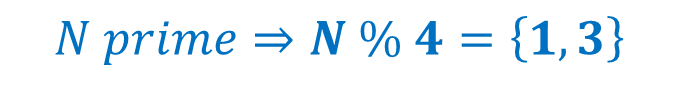 N prime ⇒ N % 4 = {1,3}